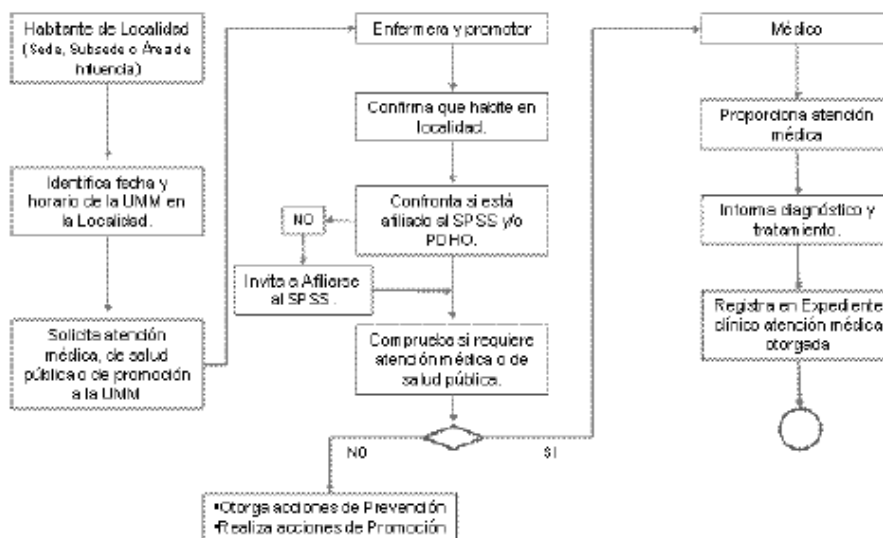 Habitante de Localidad
(Sede, Subsede o Área de
Influencia)
Identifica fecha y
horario de la UMM en
la Localidad.
Solicita atención
médica, de salud
pública o de promoción
a la UMM
Enfermera y promotor
Confirma que habite en
localidad.
Confronta si está
afiliado al SPSS y/o
PDHO.
NO
Invita a Afiliarse
al SPSS.
Comprueba si requiere
atención médica o de
salud pública.
NO
SI
•Otorga acciones de Prevención
•Realiza acciones de Promoción
Médico
Proporciona atención
médica
Informa diagnóstico y
tratamiento.
Registra en Expediente
clínico atención médica
otorgada